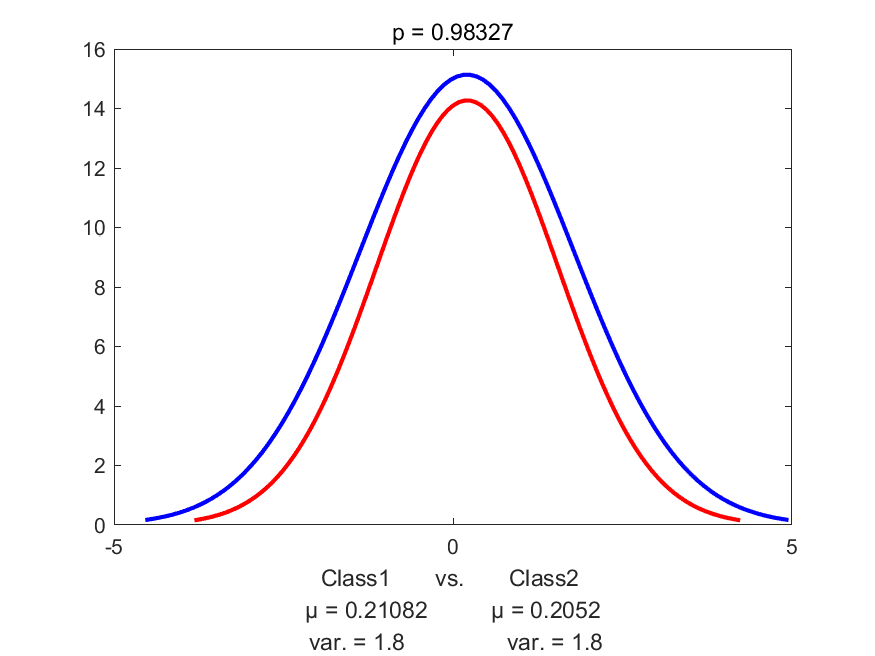 p = 0.98327
16
14
12
10
8
6
4
2
0
-5 0 5
Class1 vs. Class2
μ = 0.21082 μ = 0.2052
var. = 1.8 var. = 1.8